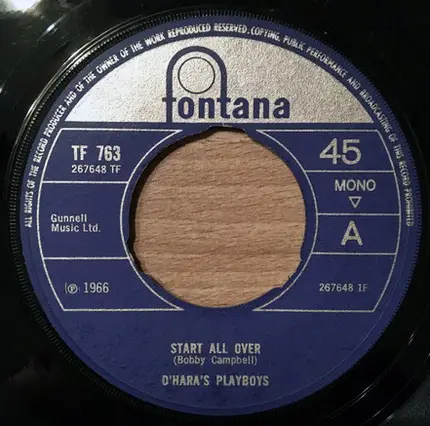 ALL RIGHTS OF THE RECORD PRODUCER AND OF THE OWNER OF THE WORK REPRODUCED RESERVED. COPYING, PUBLIC PERFORMANCE AND BROADCASTING OF THIS RECORD PROHIBITED
fontana
TF 763
267648 TF
45
MONO
Gunnell
Music Ltd.
A
℗ 1966
267648 1F
START ALL OVER
(Bobby Campbell)
O'HARA'S PLAYBOYS